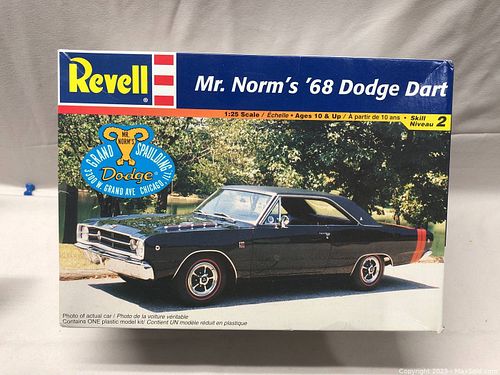 Revell
Mr. Norm's '68 Dodge Dart
1:25 Scale / Échelle • Ages 10 & Up / À partir de 10 ans • Skill Niveau 2
MR. NORM'S
GRAND SPAULDING
Dodge
3300 W. GRAND AVE CHICAGO, ILL
Photo of actual car / Photo de la voiture véritable
Contains ONE plastic model kit/ Contient UN modèle réduit en plastique
Copyright 2023 - MaxSold.com